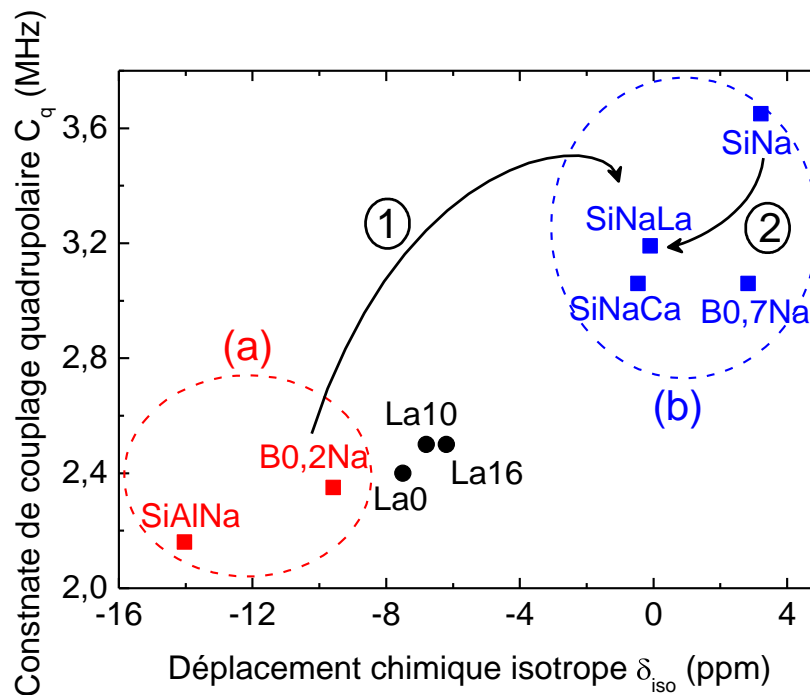 Constnate de couplage quadrupolaire Cq (MHz)
3,6
3,2
2,8
2,4
2,0
-16
-12
-8
-4
0
4
Déplacement chimique isotrope δiso (ppm)
SiNa
1
2
SiNaLa
SiNaCa
B0,7Na
(a)
(b)
La10
B0,2Na
La16
La0
SiAlNa